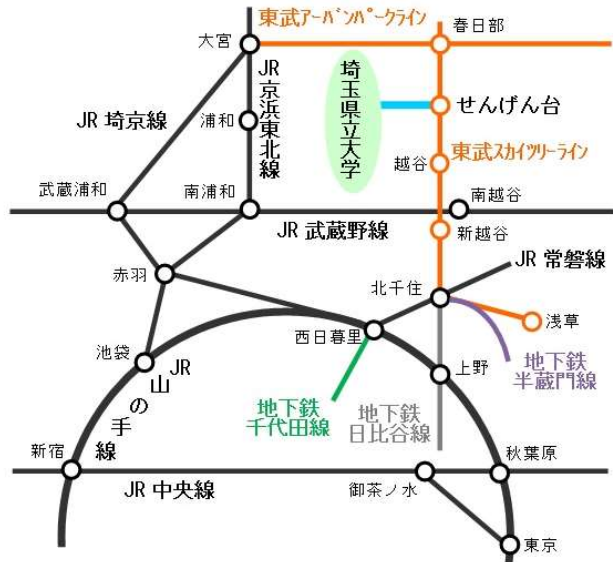 東武アーバンパークライン
大宮
春日部
JR京浜東北線
埼玉県立大学
せんげん台
JR 埼京線
浦和
東武スカイツリーライン
越谷
武蔵浦和
南浦和
南越谷
JR 武蔵野線
新越谷
赤羽
JR 常磐線
北千住
西日暮里
浅草
池袋
JR山の手線
上野
地下鉄
半蔵門線
地下鉄
千代田線
地下鉄
日比谷線
新宿
秋葉原
JR 中央線
御茶ノ水
東京